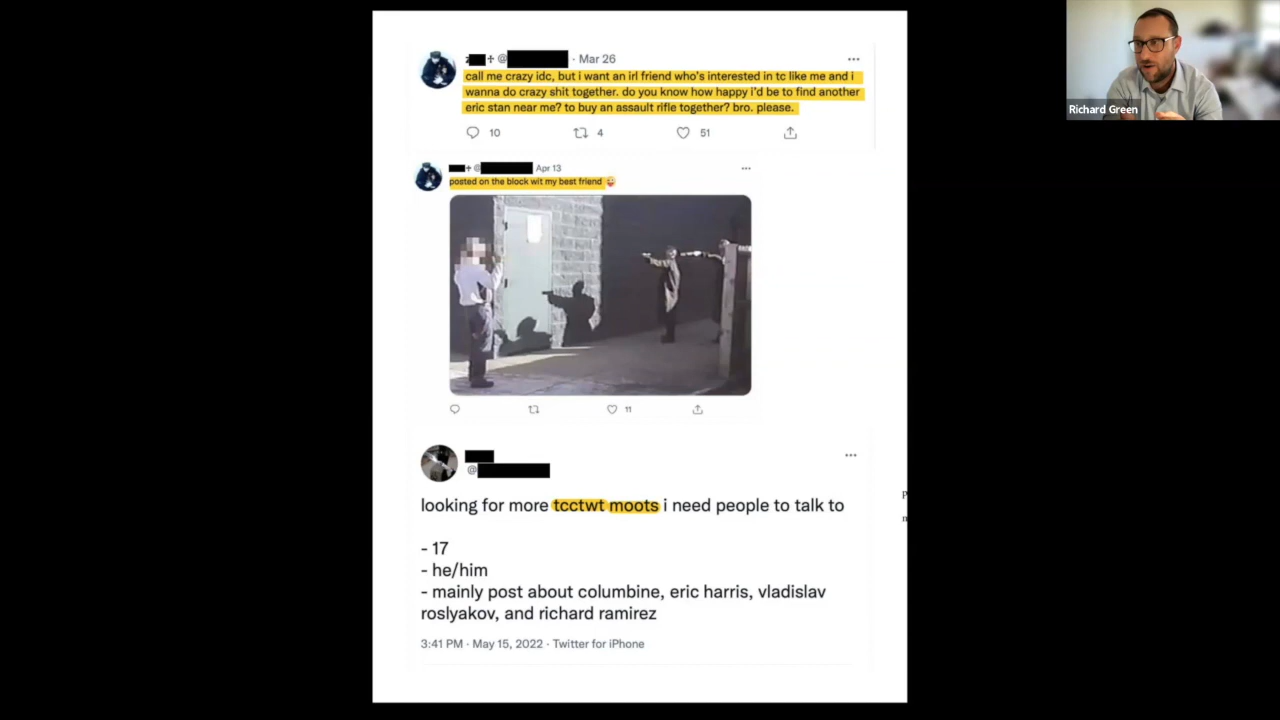 ✝ @ · Mar 26
call me crazy idc, but i want an irl friend who's interested in tc like me and i
wanna do crazy shit together. do you know how happy i'd be to find another
eric stan near me? to buy an assault rifle together? bro. please.
10 4 51
@ Apr 13
posted on the block wit my best friend 😜
11
@
looking for more tcctwt moots i need people to talk to
- 17
- he/him
- mainly post about columbine, eric harris, vladislav
roslyakov, and richard ramirez
3:41 PM · May 15, 2022 · Twitter for iPhone
Richard Green